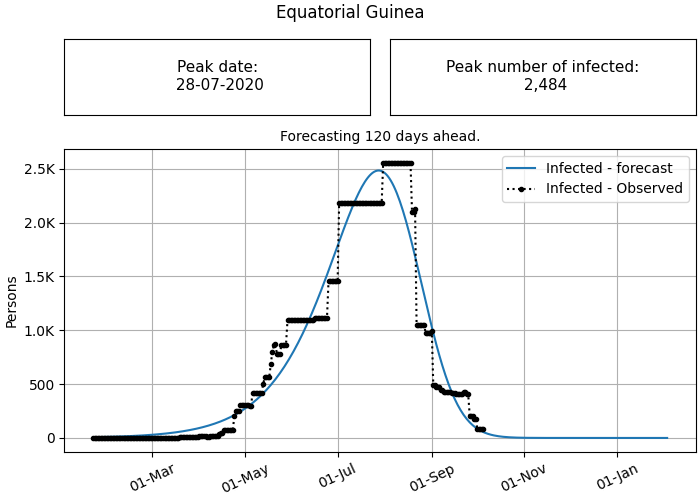 Equatorial Guinea
Peak date:
28-07-2020
Peak number of infected:
2,484
Forecasting 120 days ahead.
Infected - forecast
Infected - Observed
Persons
2.5K
2.0K
1.5K
1.0K
500
0
01-Mar
01-May
01-Jul
01-Sep
01-Nov
01-Jan